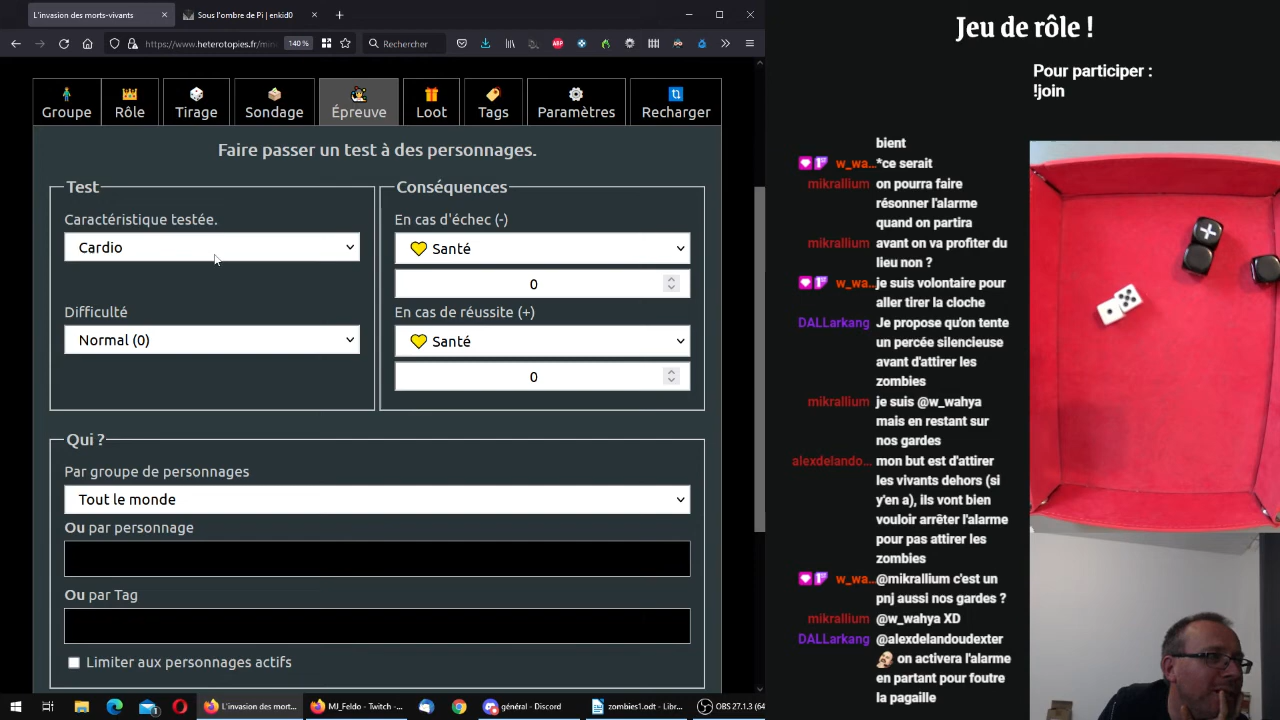 L'invasion des morts-vivants
Sous l'ombre de Pi | enkid0
https://www.heterotopies.fr/min
140 %
Rechercher
Groupe
Rôle
Tirage
Sondage
Épreuve
Loot
Tags
Paramètres
Recharger
Faire passer un test à des personnages.
Test
Caractéristique testée.
Cardio
Difficulté
Normal (0)
Conséquences
En cas d'échec (-)
Santé
0
En cas de réussite (+)
Santé
0
Qui ?
Par groupe de personnages
Tout le monde
Ou par personnage
Ou par Tag
Limiter aux personnages actifs
L'invasion des mort...
MJ_Feldo - Twitch -...
général - Discord
zombies1.odt - Libr...
OBS 27.1.3 (64
Jeu de rôle !
Pour participer :
!join
bient
w_wa... *ce serait
mikrallium on pourra faire
résonner l'alarme
quand on partira
mikrallium avant on va profiter du
lieu non ?
w_wa... je suis volontaire pour
aller tirer la cloche
DALLarkang Je propose qu'on tente
un percée silencieuse
avant d'attirer les
zombies
mikrallium je suis @w_wahya
mais en restant sur
nos gardes
alexdelando... mon but est d'attirer
les vivants dehors (si
y'en a), ils vont bien
vouloir arrêter l'alarme
pour pas attirer les
zombies
w_wa... @mikrallium c'est un
pnj aussi nos gardes ?
mikrallium @w_wahya XD
DALLarkang @alexdelandoudexter
on activera l'alarme
en partant pour foutre
la pagaille